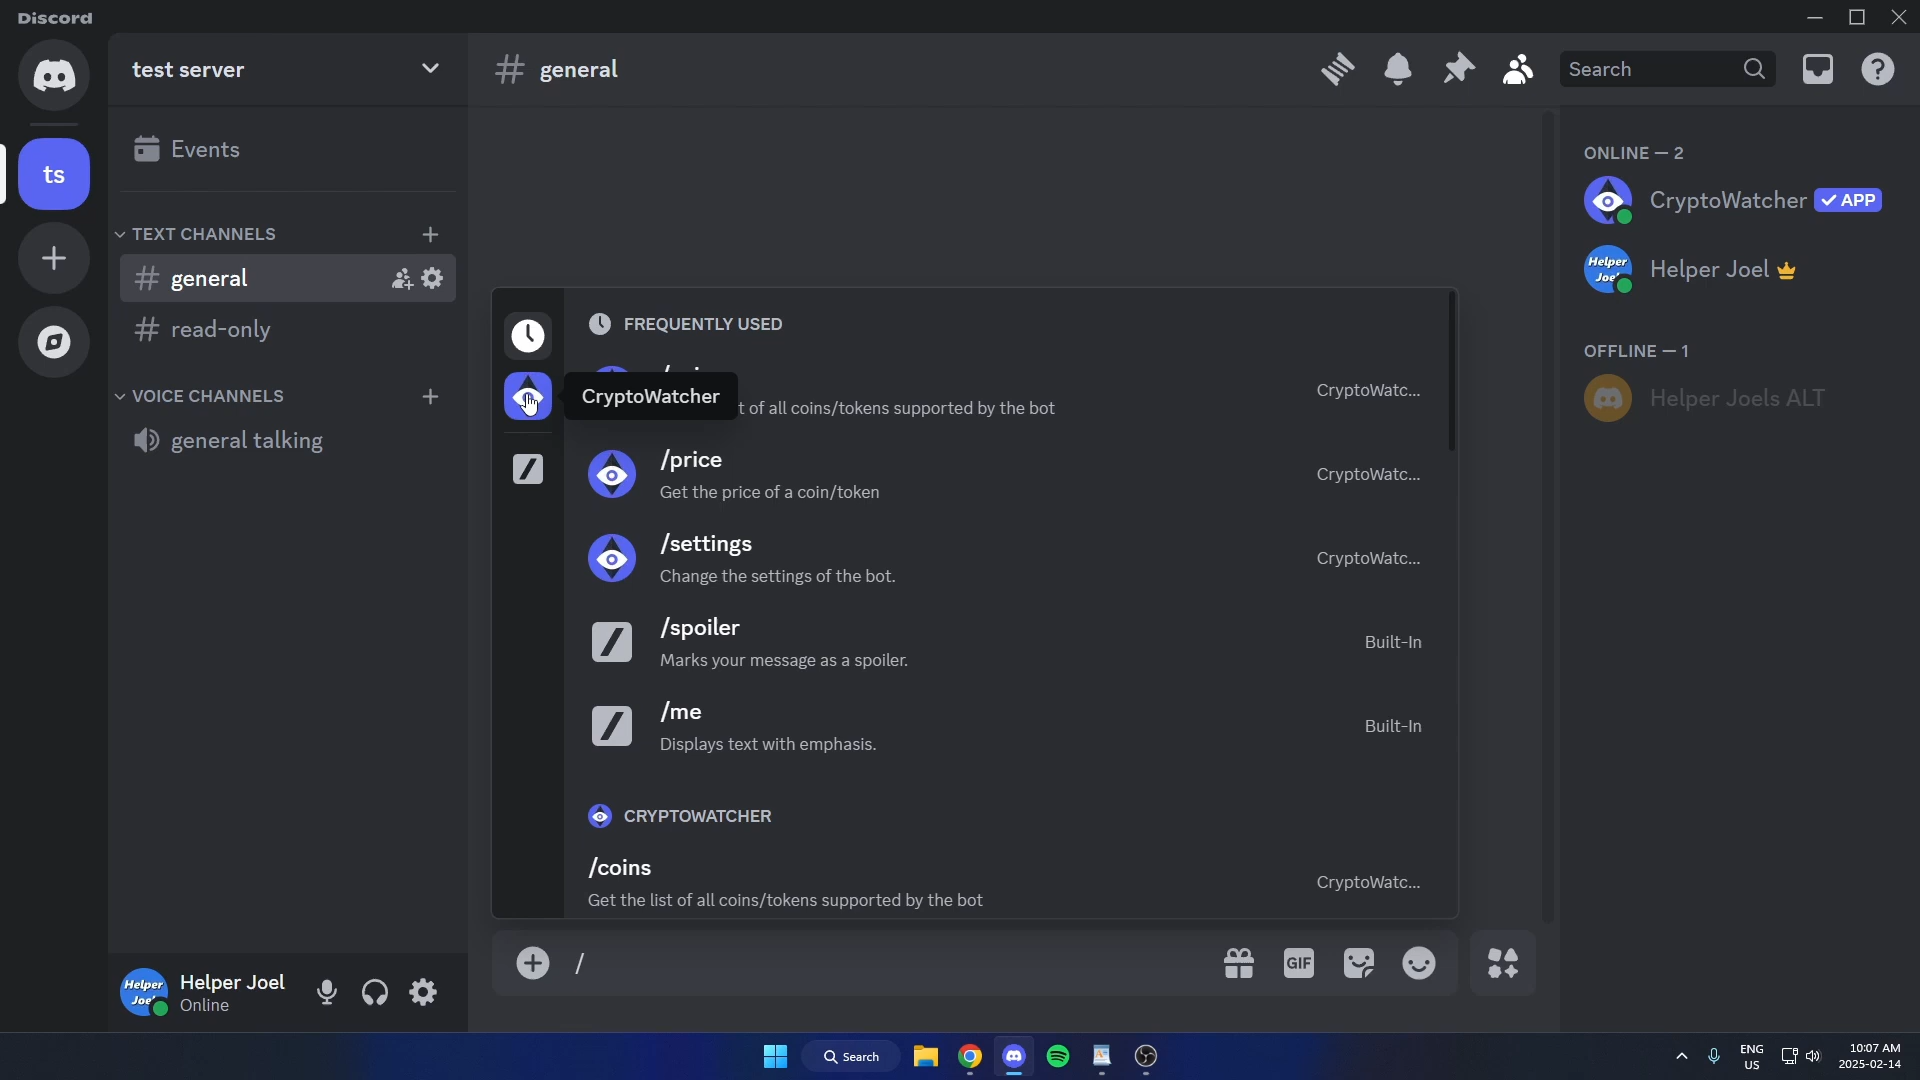 Discord
test server
general
Search
ts
Events
TEXT CHANNELS
general
read-only
VOICE CHANNELS
general talking
FREQUENTLY USED
CryptoWatcher
t of all coins/tokens supported by the bot
CryptoWatc...
/price
Get the price of a coin/token
CryptoWatc...
/settings
Change the settings of the bot.
CryptoWatc...
/spoiler
Marks your message as a spoiler.
Built-In
/me
Displays text with emphasis.
Built-In
CRYPTOWATCHER
/coins
Get the list of all coins/tokens supported by the bot
CryptoWatc...
/
GIF
ONLINE — 2
CryptoWatcher APP
Helper Joel
Helper Joel
OFFLINE — 1
Helper Joels ALT
Helper Joel
Helper Joel
Online
Search
ENG
US
10:07 AM
2025-02-14